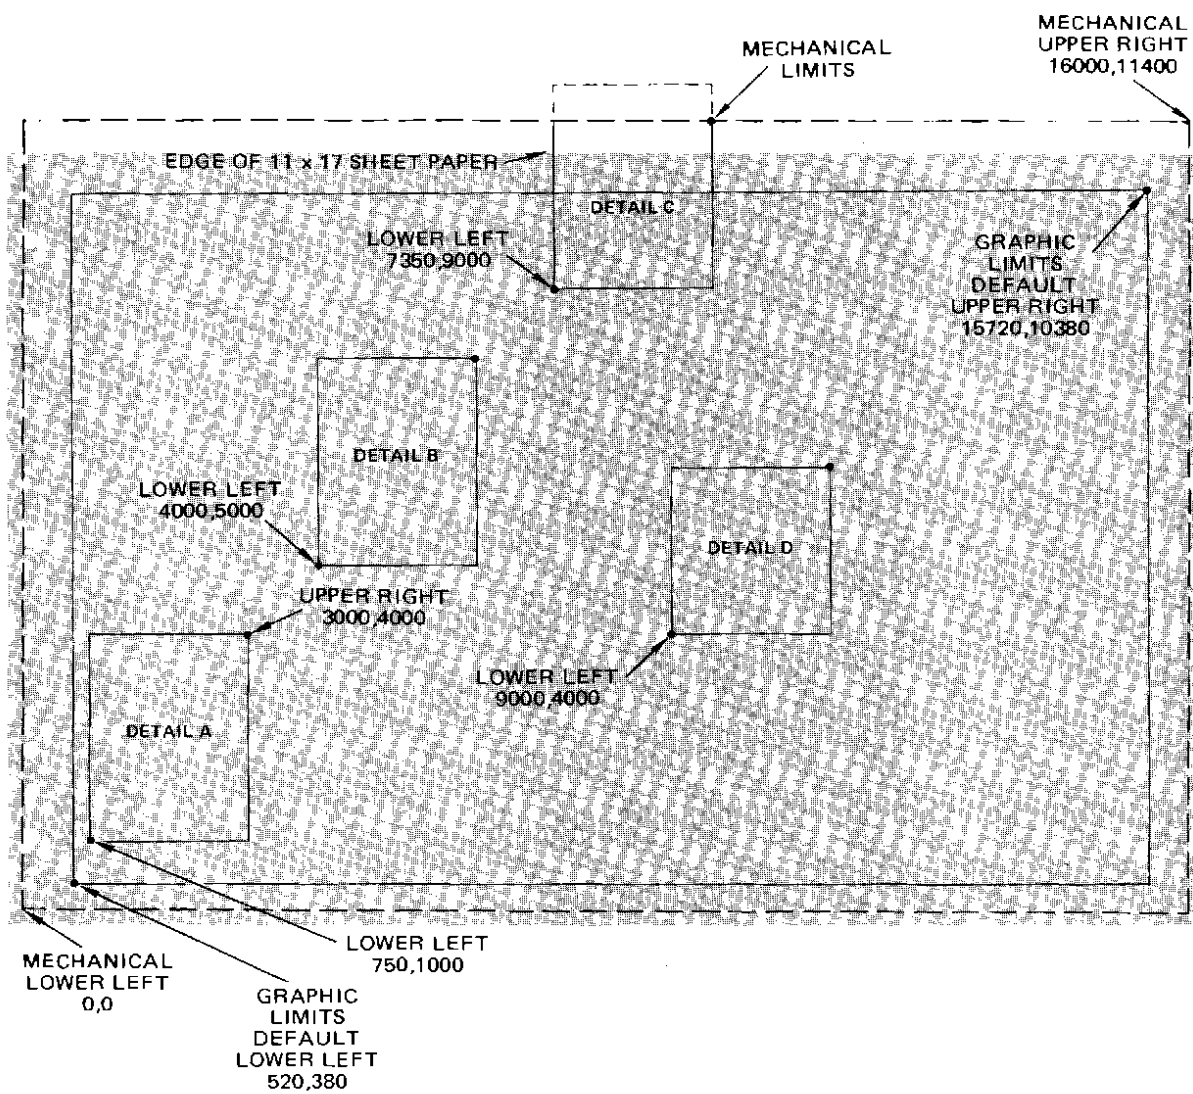 MECHANICAL
UPPER RIGHT
16000,11400
MECHANICAL
LIMITS
EDGE OF 11 x 17 SHEET PAPER
DETAIL C
LOWER LEFT
7350,9000
GRAPHIC
LIMITS
DEFAULT
UPPER RIGHT
15720,10380
DETAIL B
LOWER LEFT
4000,5000
DETAIL D
UPPER RIGHT
3000,4000
LOWER LEFT
9000,4000
DETAIL A
LOWER LEFT
750,1000
MECHANICAL
LOWER LEFT
0,0
GRAPHIC
LIMITS
DEFAULT
LOWER LEFT
520,380